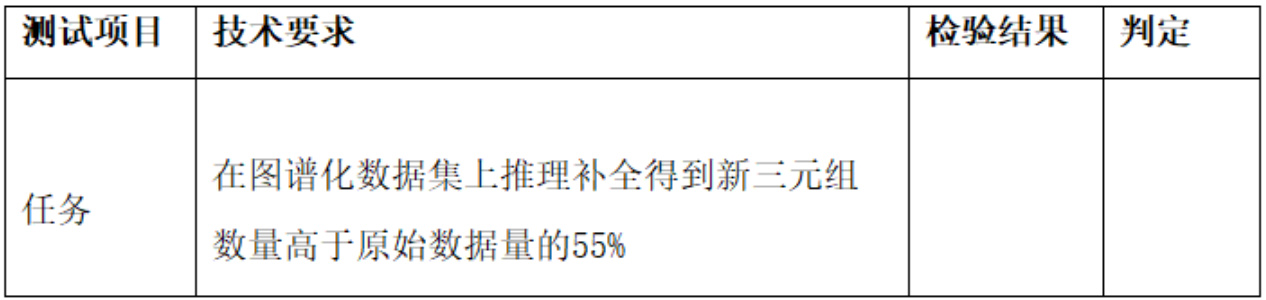 测试项目 技术要求 检验结果 判定
任务
在图谱化数据集上推理补全得到新三元组
数量高于原始数据量的55%